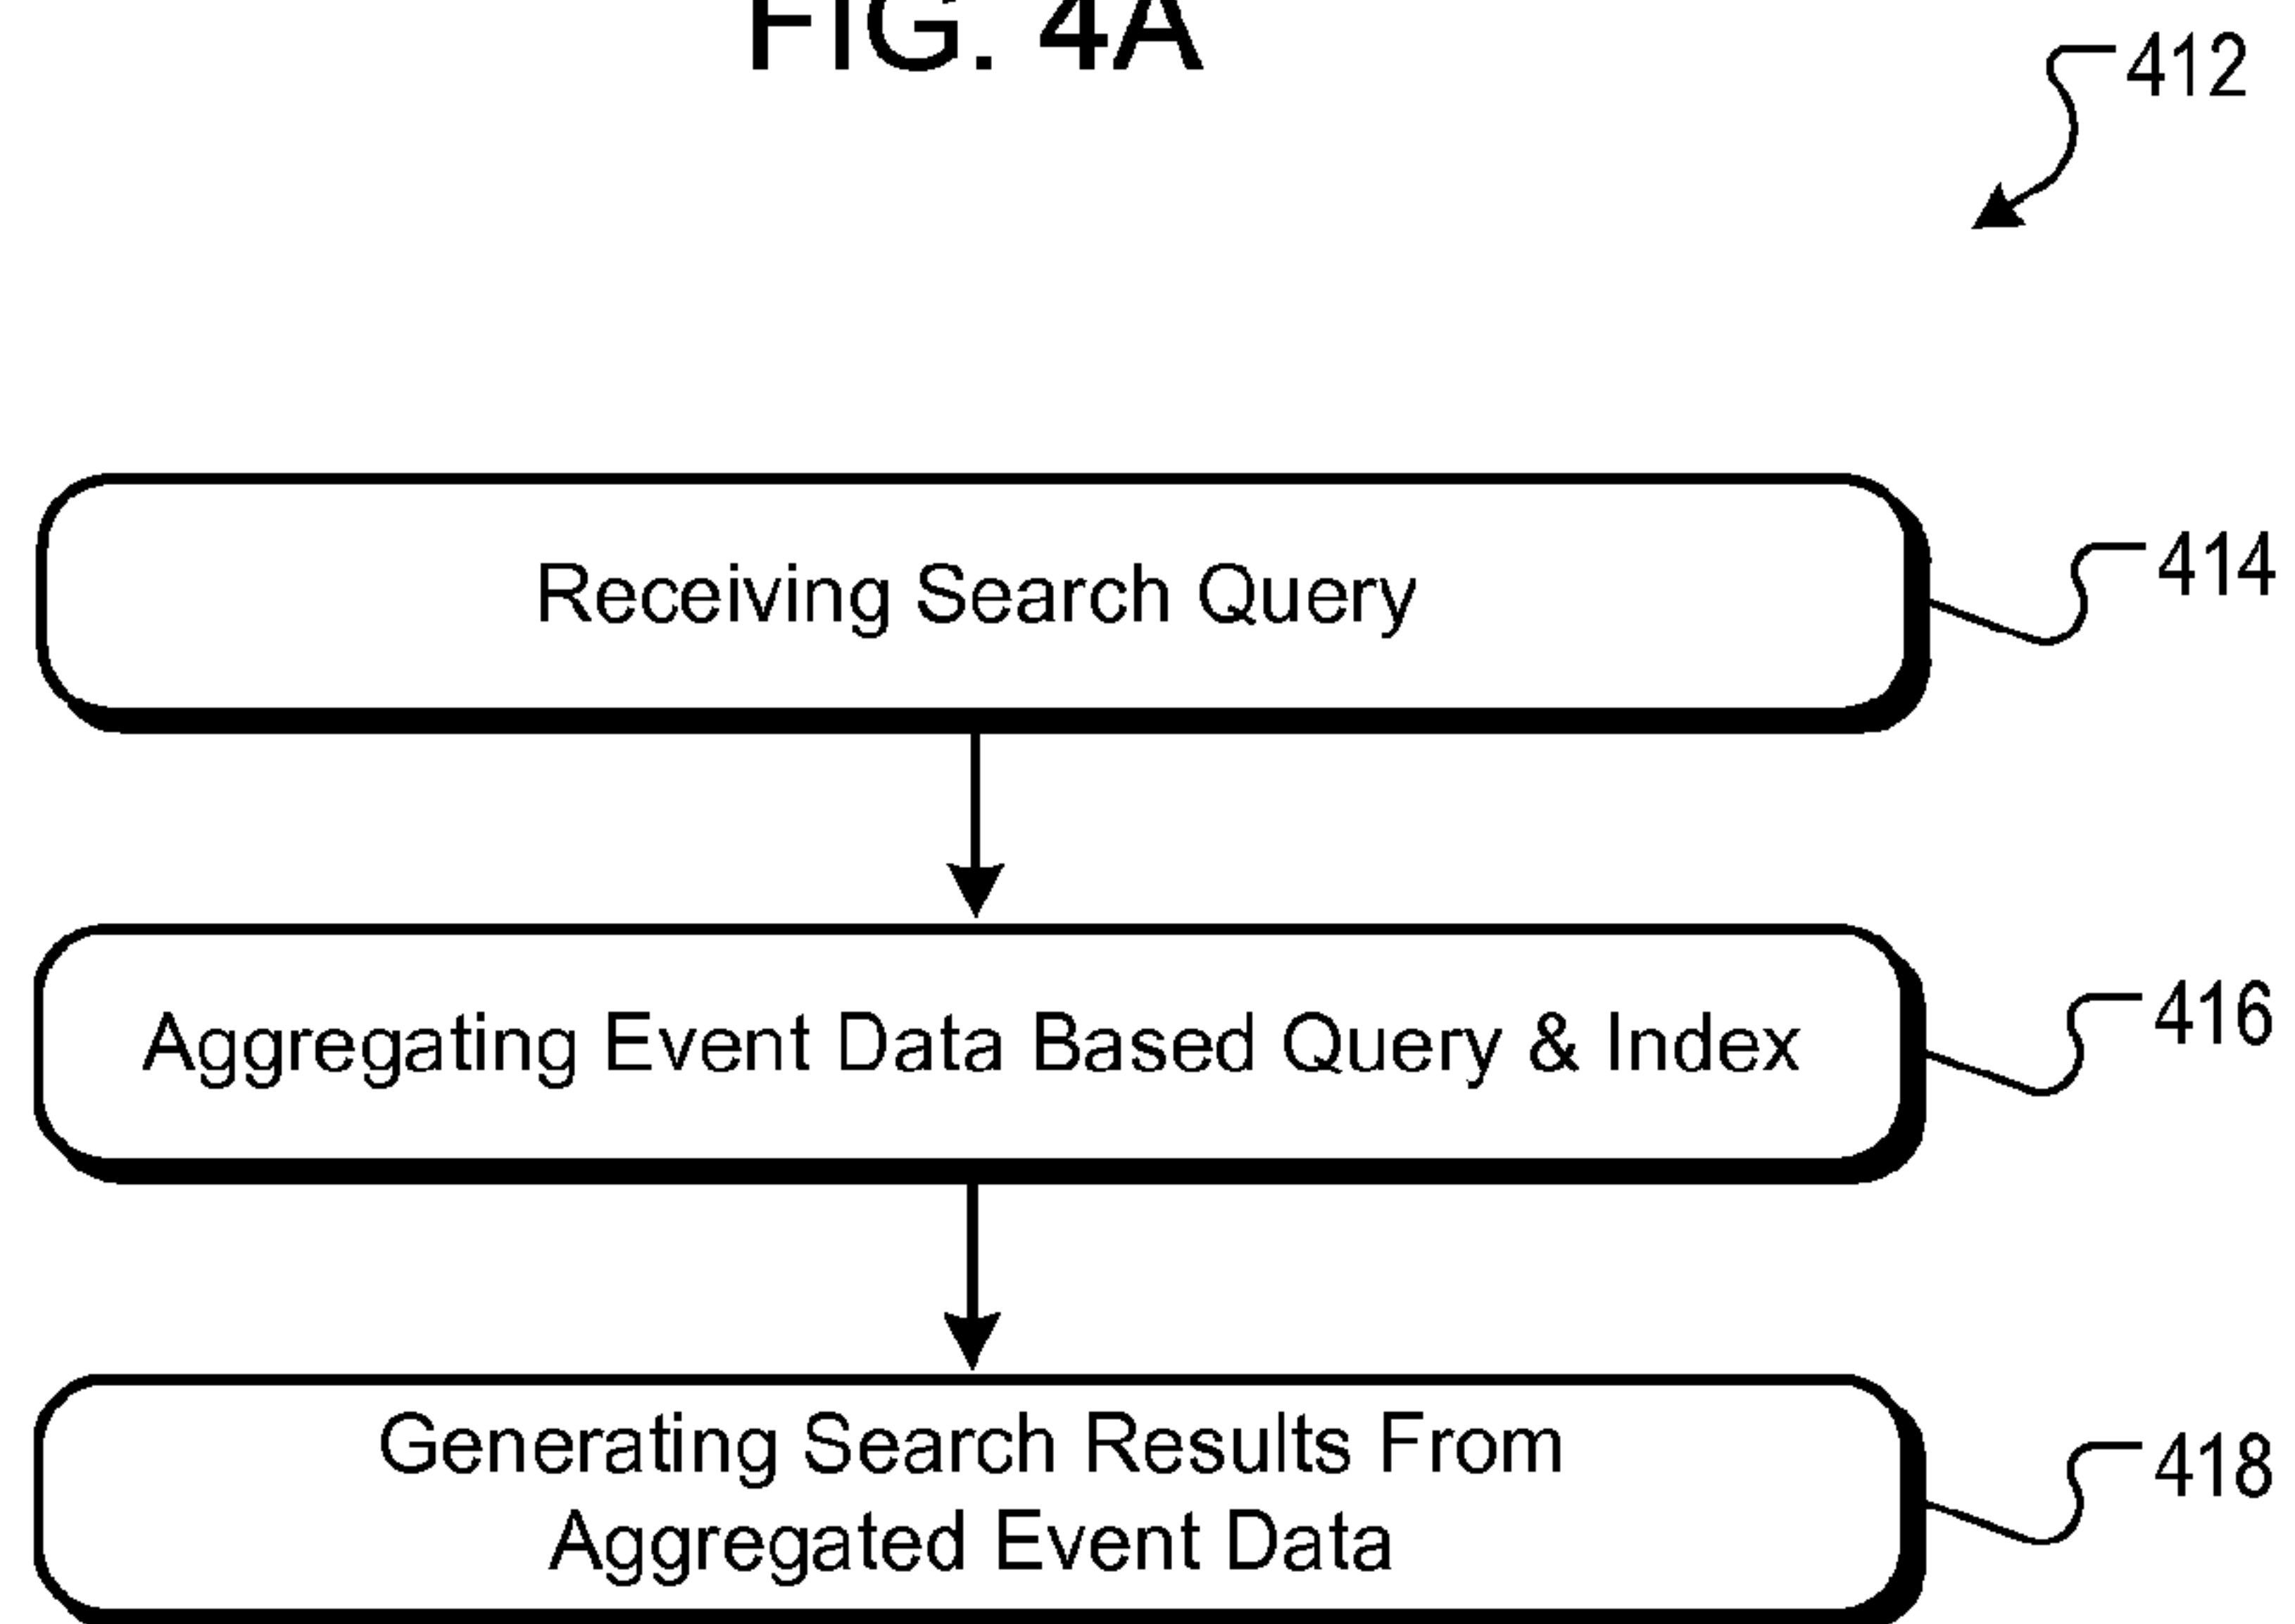 FIG. 4A
412
Receiving Search Query
414
Aggregating Event Data Based Query & Index
416
Generating Search Results From
Aggregated Event Data
418